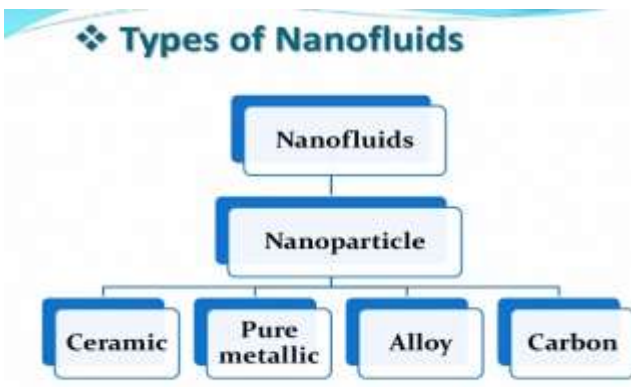 ❖ Types of Nanofluids
Nanofluids
Nanoparticle
Ceramic
Pure
metallic
Alloy
Carbon